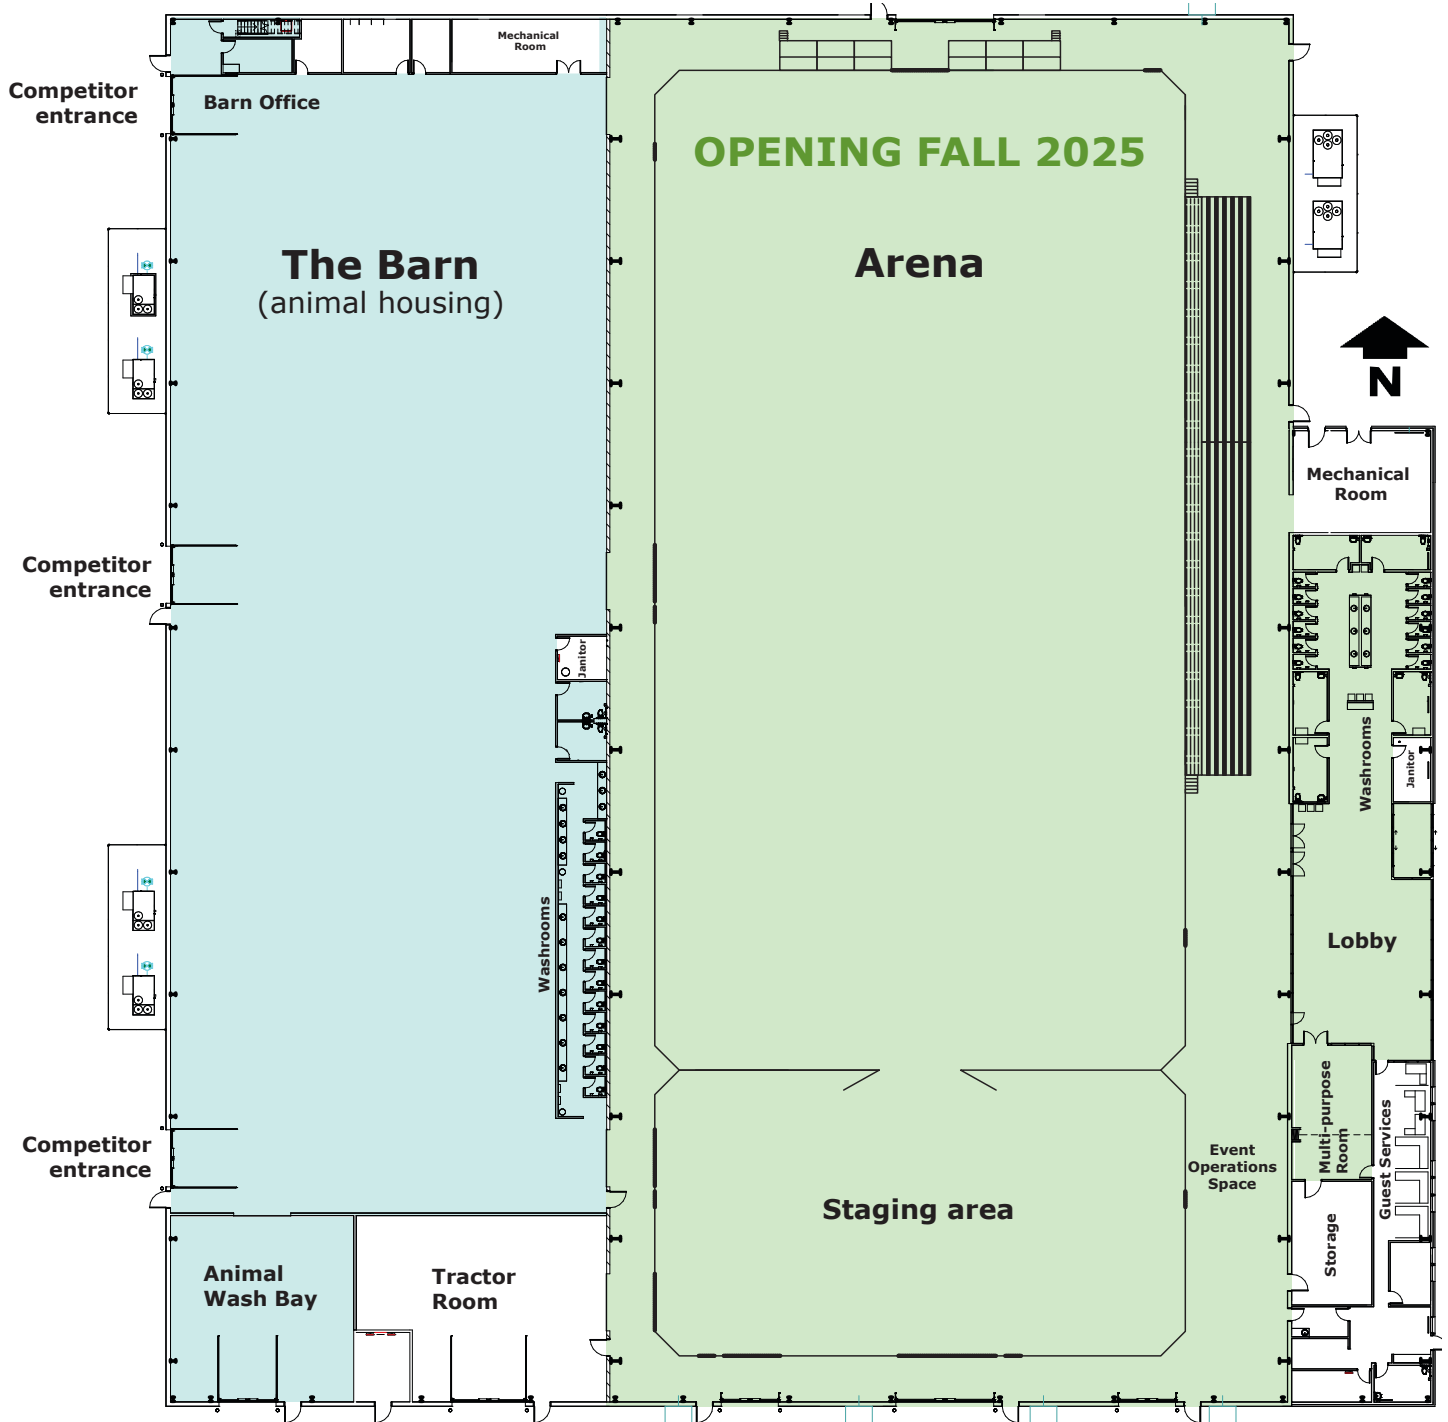 Mechanical
Room
Competitor
entrance
Barn Office
OPENING FALL 2025
The Barn
(animal housing)
Arena
N
Mechanical
Room
Competitor
entrance
Janitor
Washrooms
Janitor
Washrooms
Lobby
Multi-purpose
Room
Guest Services
Competitor
entrance
Event
Operations
Space
Staging area
Storage
Animal
Wash Bay
Tractor
Room